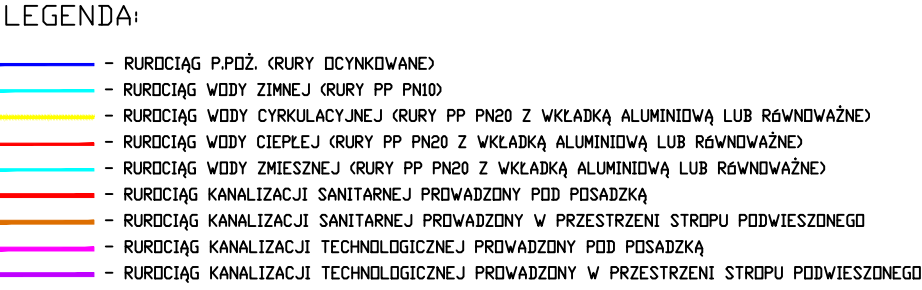 LEGENDA:
- RUROCIĄG P.POŻ. (RURY OCYNKOWANE)
- RUROCIĄG WODY ZIMNEJ (RURY PP PN10)
- RUROCIĄG WODY CYRKULACYJNEJ (RURY PP PN20 Z WKŁADKĄ ALUMINIOWĄ LUB RÓWNOWAŻNE)
- RUROCIĄG WODY CIEPŁEJ (RURY PP PN20 Z WKŁADKĄ ALUMINIOWĄ LUB RÓWNOWAŻNE)
- RUROCIĄG WODY ZMIESZNEJ (RURY PP PN20 Z WKŁADKĄ ALUMINIOWĄ LUB RÓWNOWAŻNE)
- RUROCIĄG KANALIZACJI SANITARNEJ PROWADZONY POD POSADZKĄ
- RUROCIĄG KANALIZACJI SANITARNEJ PROWADZONY W PRZESTRZENI STROPU PODWIESZONEGO
- RUROCIĄG KANALIZACJI TECHNOLOGICZNEJ PROWADZONY POD POSADZKĄ
- RUROCIĄG KANALIZACJI TECHNOLOGICZNEJ PROWADZONY W PRZESTRZENI STROPU PODWIESZONEGO